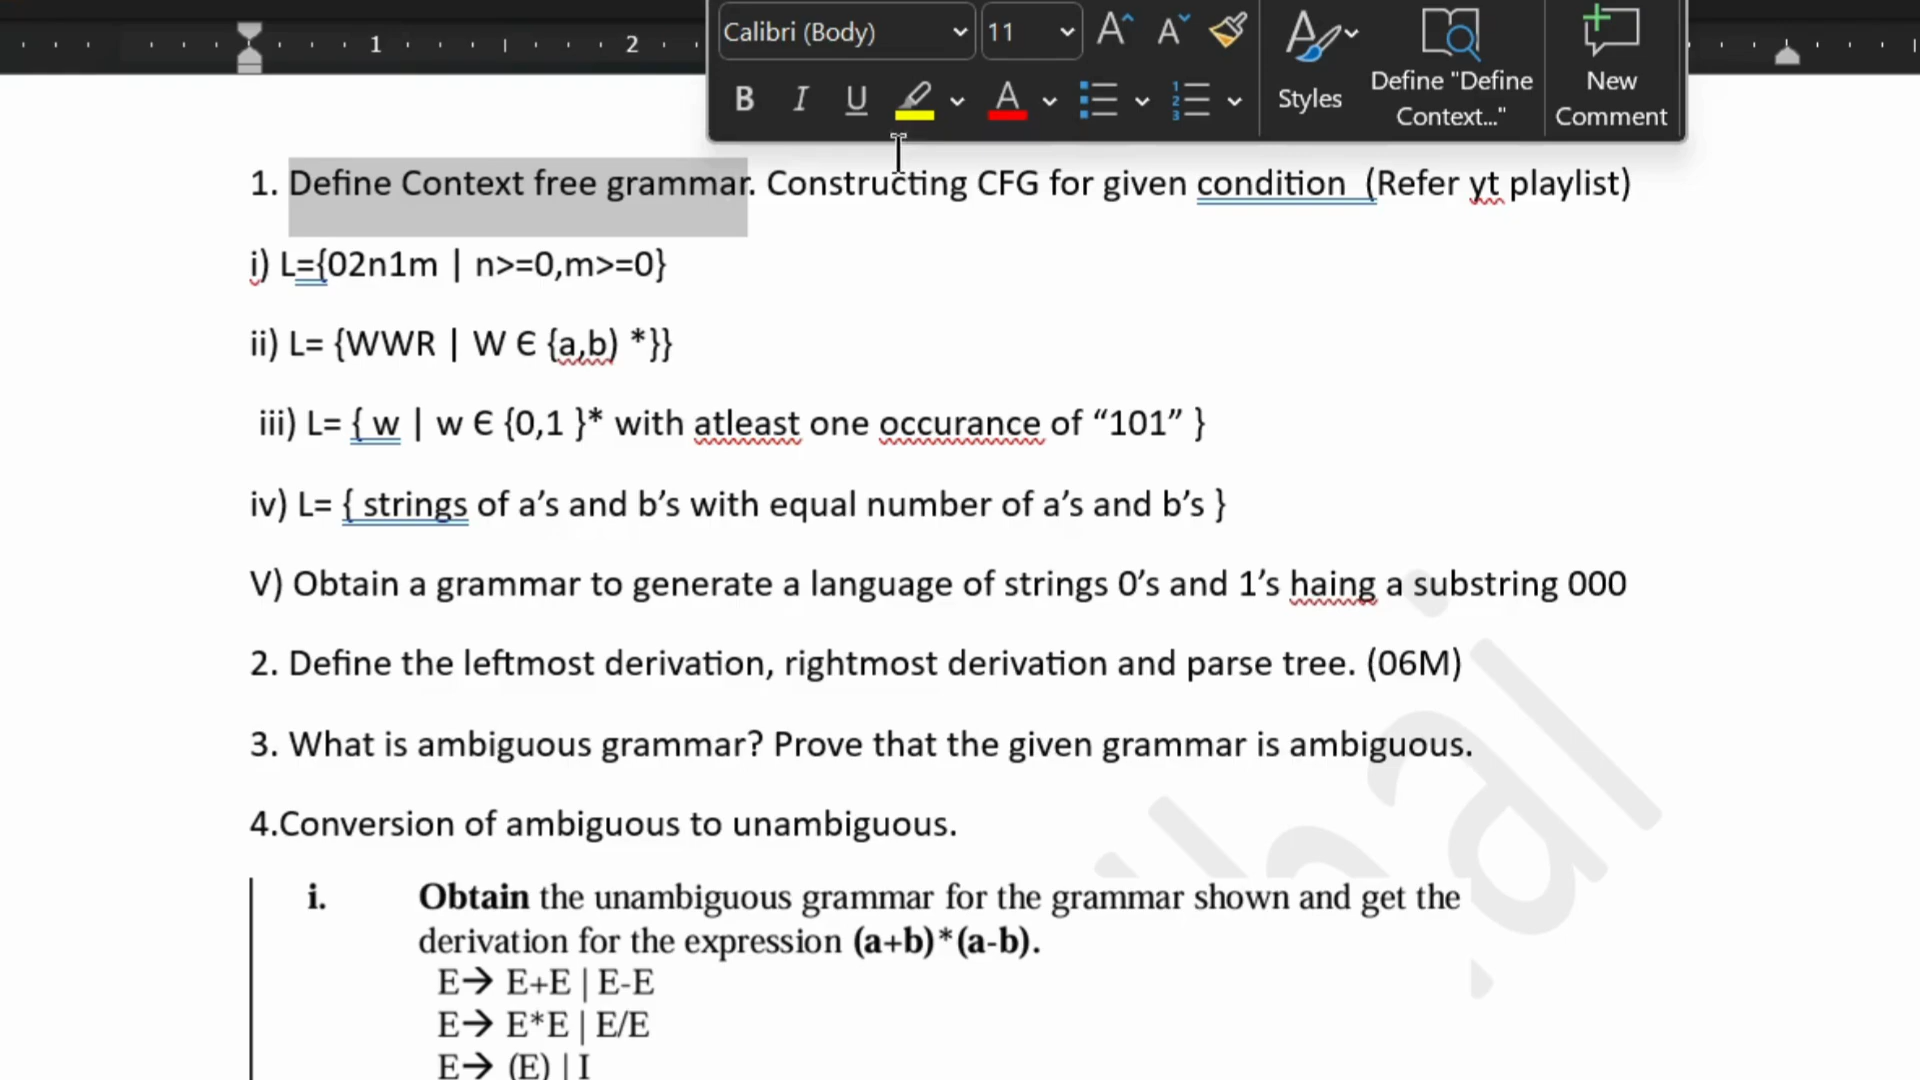 1
2
Calibri (Body)
11
B I U
A
Styles
Define "Define
Context..."
New
Comment
1. Define Context free grammar. Constructing CFG for given condition  (Refer yt playlist)
i) L={02n1m | n>=0,m>=0}
ii) L= {WWR | W Є {a,b) *}}
iii) L= { w | w Є {0,1 }* with atleast one occurance of “101” }
iv) L= { strings of a’s and b’s with equal number of a’s and b’s }
V) Obtain a grammar to generate a language of strings 0’s and 1’s haing a substring 000
2. Define the leftmost derivation, rightmost derivation and parse tree. (06M)
3. What is ambiguous grammar? Prove that the given grammar is ambiguous.
4.Conversion of ambiguous to unambiguous.
i. Obtain the unambiguous grammar for the grammar shown and get the
derivation for the expression (a+b)*(a-b).
E→ E+E | E-E
E→ E*E | E/E
E→ (E) | I